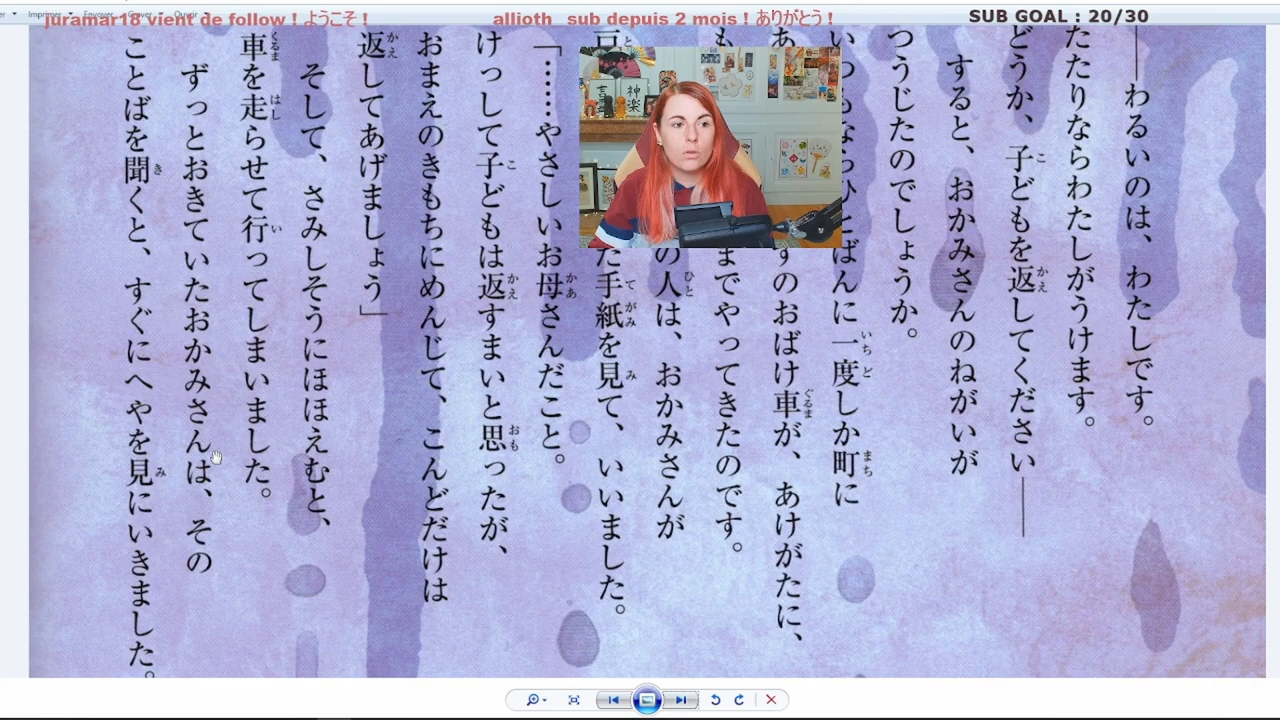 juramar18 vient de follow ! ようこそ !
allioth sub depuis 2 mois ! ありがとう !
SUB GOAL : 20/30
――わるいのは、わたしです。
たたりならわたしがうけます。
どうか、子どもを返してください――
すると、おかみさんのねがいが
つうじたのでしょうか。
ばんに一度しか町に
のおばけ車が、あけがたに、
までやってきたのです。
の人は、おかみさんが
た手紙を見て、いいました。
「……やさしいお母さんだこと。
けっして子どもは返すまいと思ったが、
おまえのきもちにめんじて、こんどだけは
返してあげましょう」
そして、さみしそうにほほえむと、
車を走らせて行ってしまいました。
ずっとおきていたおかみさんは、その
ことばを聞くと、すぐにへやを見にいきました。
言
神楽